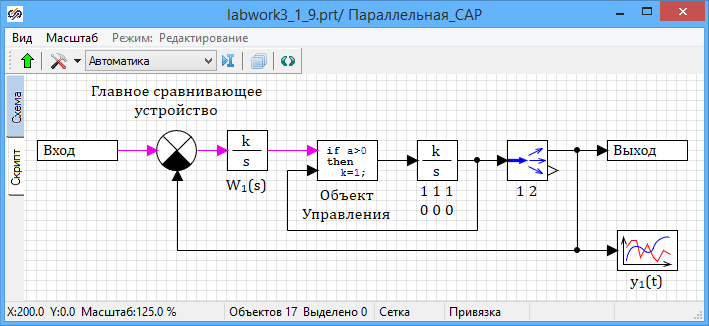 labwork3_1_9.prt/ Параллельная_САР
Вид Масштаб Режим: Редактирование
Автоматика
Схема
Скрипт
Главное сравнивающее
устройство
Вход
k
s
W₁(s)
if a>0
then
k=1;
Объект
Управления
k
s
1 1 1
0 0 0
1 2
Выход
y₁(t)
X:200.0 Y:0.0 Масштаб:125.0 % Объектов 17 Выделено 0 Сетка Привязка